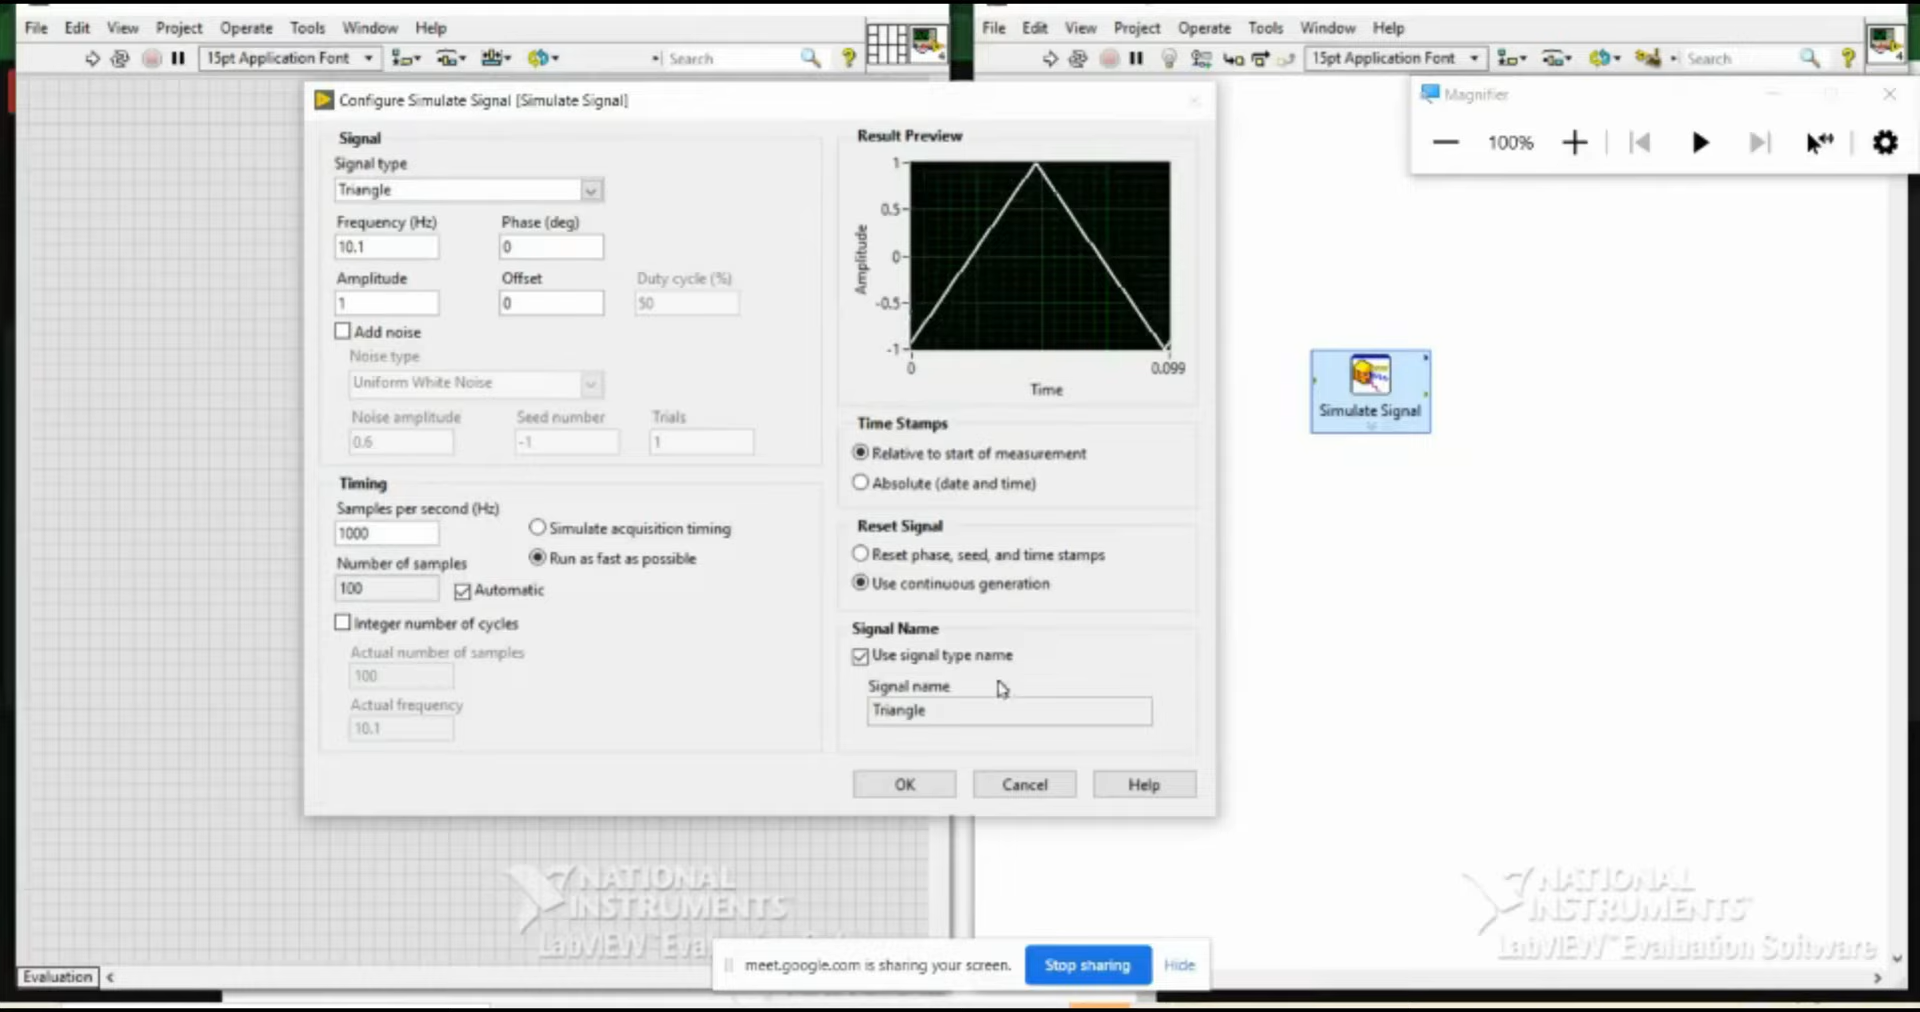 File Edit View Project Operate Tools Window Help
15pt Application Font
Search
File Edit View Project Operate Tools Window Help
15pt Application Font
Search
Magnifier
100%
Configure Simulate Signal [Simulate Signal]
Signal
Signal type
Triangle
Frequency (Hz) Phase (deg)
10.1 0
Amplitude Offset Duty cycle (%)
1 0 50
Add noise
Noise type
Uniform White Noise
Noise amplitude Seed number Trials
0.6 -1 1
Timing
Samples per second (Hz)
1000
Simulate acquisition timing
Run as fast as possible
Number of samples
100
Automatic
Integer number of cycles
Actual number of samples
100
Actual frequency
10.1
Result Preview
Amplitude
1
0.5
0
-0.5
-1
0 0.099
Time
Time Stamps
Relative to start of measurement
Absolute (date and time)
Reset Signal
Reset phase, seed, and time stamps
Use continuous generation
Signal Name
Use signal type name
Signal name
Triangle
OK Cancel Help
Simulate Signal
NATIONAL
INSTRUMENTS
LabVIEW™ Eva
NATIONAL
INSTRUMENTS™
LabVIEW™ Evaluation Software
meet.google.com is sharing your screen. Stop sharing Hide
Evaluation